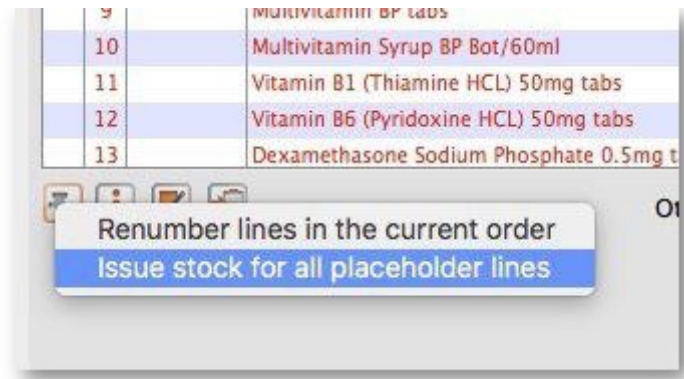 9 Multivitamin BP tabs
10 Multivitamin Syrup BP Bot/60ml
11 Vitamin B1 (Thiamine HCL) 50mg tabs
12 Vitamin B6 (Pyridoxine HCL) 50mg tabs
13 Dexamethasone Sodium Phosphate 0.5mg t
Ot
Renumber lines in the current order
Issue stock for all placeholder lines